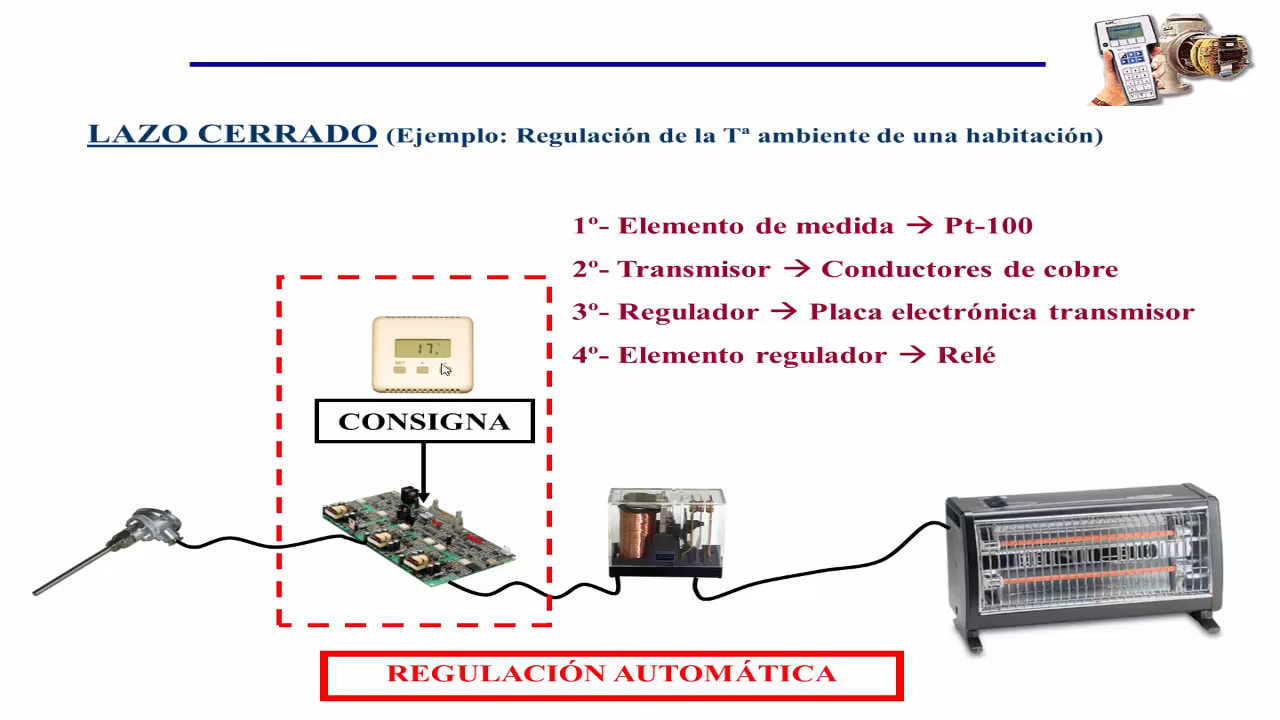 LAZO CERRADO (Ejemplo: Regulación de la Tª ambiente de una habitación)
1º- Elemento de medida → Pt-100
2º- Transmisor → Conductores de cobre
3º- Regulador → Placa electrónica transmisor
4º- Elemento regulador → Relé
17.
CONSIGNA
REGULACIÓN AUTOMÁTICA